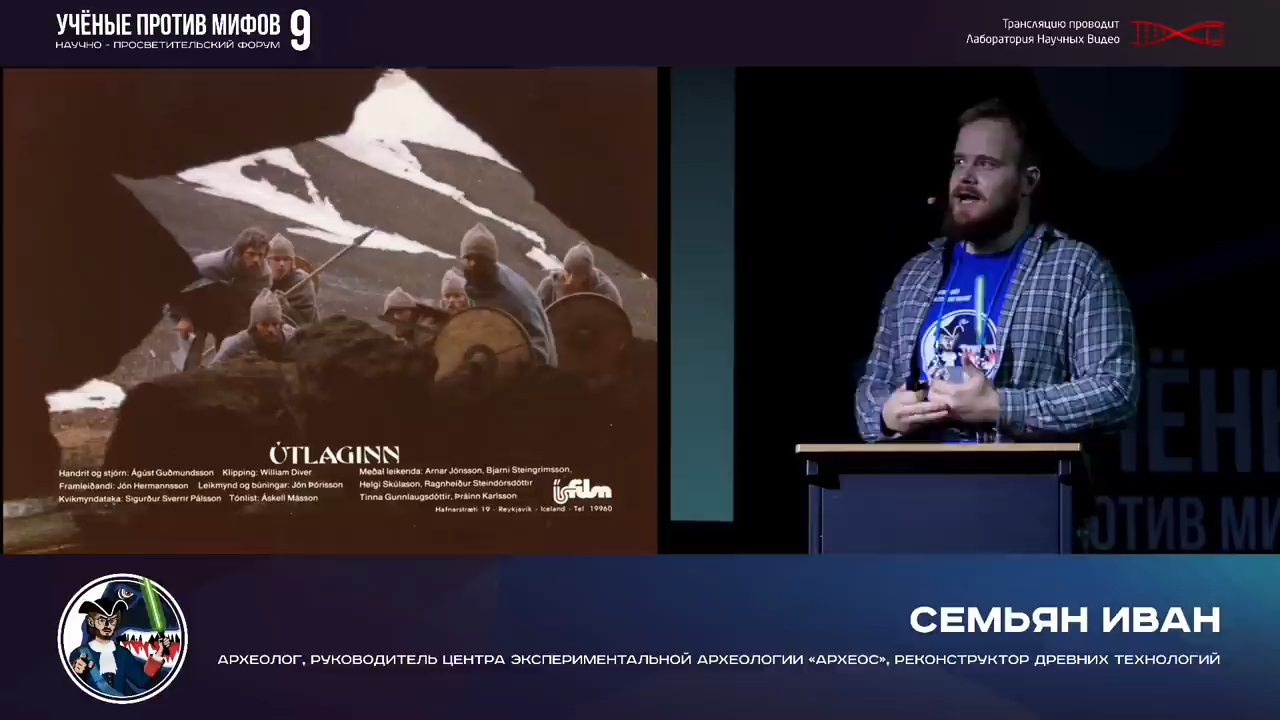 УЧЁНЫЕ ПРОТИВ МИФОВ 9
НАУЧНО - ПРОСВЕТИТЕЛЬСКИЙ ФОРУМ
Трансляцию проводит
Лаборатория Научных Видео
ÚTLAGINN
Handrit og stjórn: Ágúst Guðmundsson Klipping: William Diver
Framleiðandi: Jón Hermannsson Leikmynd og búningar: Jón Þórisson
Kvikmyndataka: Sigurður Sverrir Pálsson Tónlist: Áskell Másson
Meðal leikenda: Arnar Jónsson, Bjarni Steingrímsson,
Helgi Skúlason, Ragnheiður Steindórsdóttir
Tinna Gunnlaugsdóttir, Þráinn Karlsson
ísfilm
Hafnarstræti 19 - Reykjavík - Iceland - Tel 19960
ЧЁНЫ
ОТИВ МИ
СЕМЬЯН ИВАН
АРХЕОЛОГ, РУКОВОДИТЕЛЬ ЦЕНТРА ЭКСПЕРИМЕНТАЛЬНОЙ АРХЕОЛОГИИ «АРХЕОС», РЕКОНСТРУКТОР ДРЕВНИХ ТЕХНОЛОГИЙ